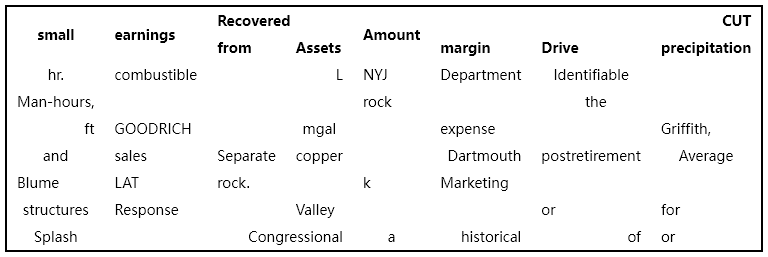 Recovered CUT
small earnings Amount
from Assets margin Drive precipitation
hr. combustible L NYJ Department Identifiable
Man-hours, rock the
ft GOODRICH mgal expense Griffith,
and sales Separate copper Dartmouth postretirement Average
Blume LAT rock. k Marketing
structures Response Valley or for
Splash Congressional a historical of or